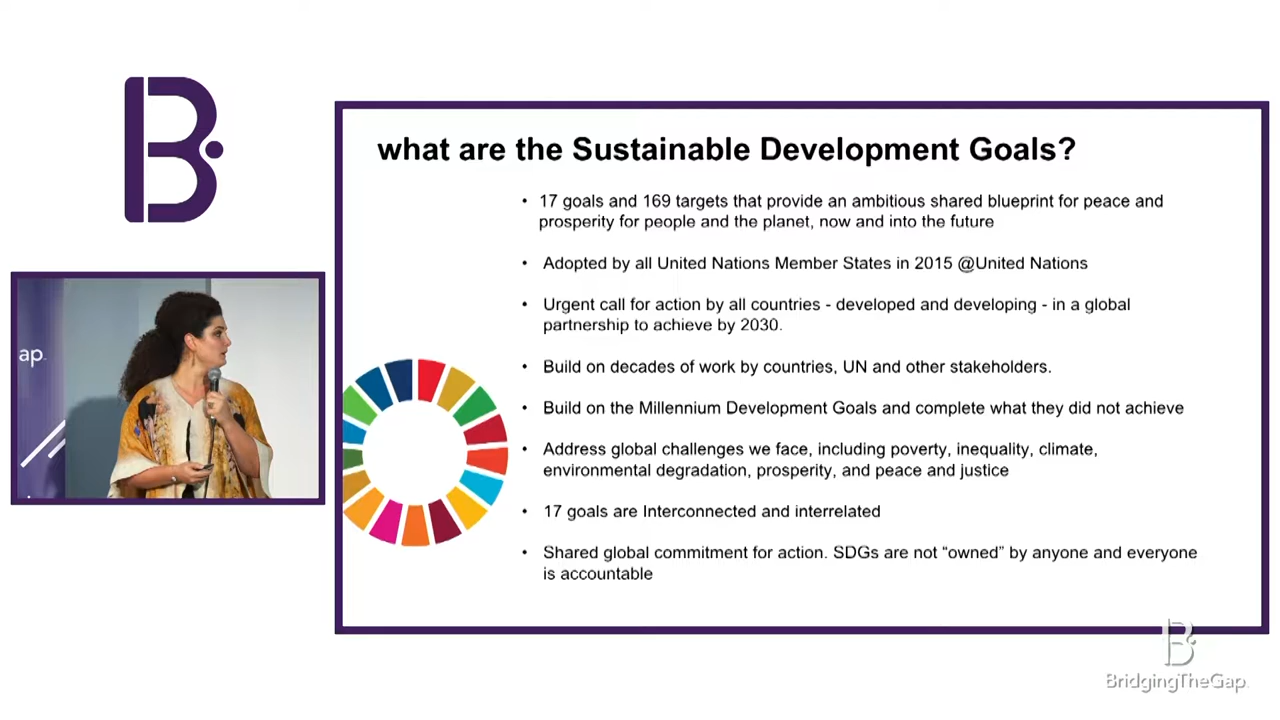 what are the Sustainable Development Goals?
• 17 goals and 169 targets that provide an ambitious shared blueprint for peace and
prosperity for people and the planet, now and into the future
• Adopted by all United Nations Member States in 2015 @United Nations
• Urgent call for action by all countries - developed and developing - in a global
partnership to achieve by 2030.
• Build on decades of work by countries, UN and other stakeholders.
• Build on the Millennium Development Goals and complete what they did not achieve
• Address global challenges we face, including poverty, inequality, climate,
environmental degradation, prosperity, and peace and justice
• 17 goals are Interconnected and interrelated
• Shared global commitment for action. SDGs are not “owned” by anyone and everyone
is accountable
ap.
B
B
BridgingTheGap.